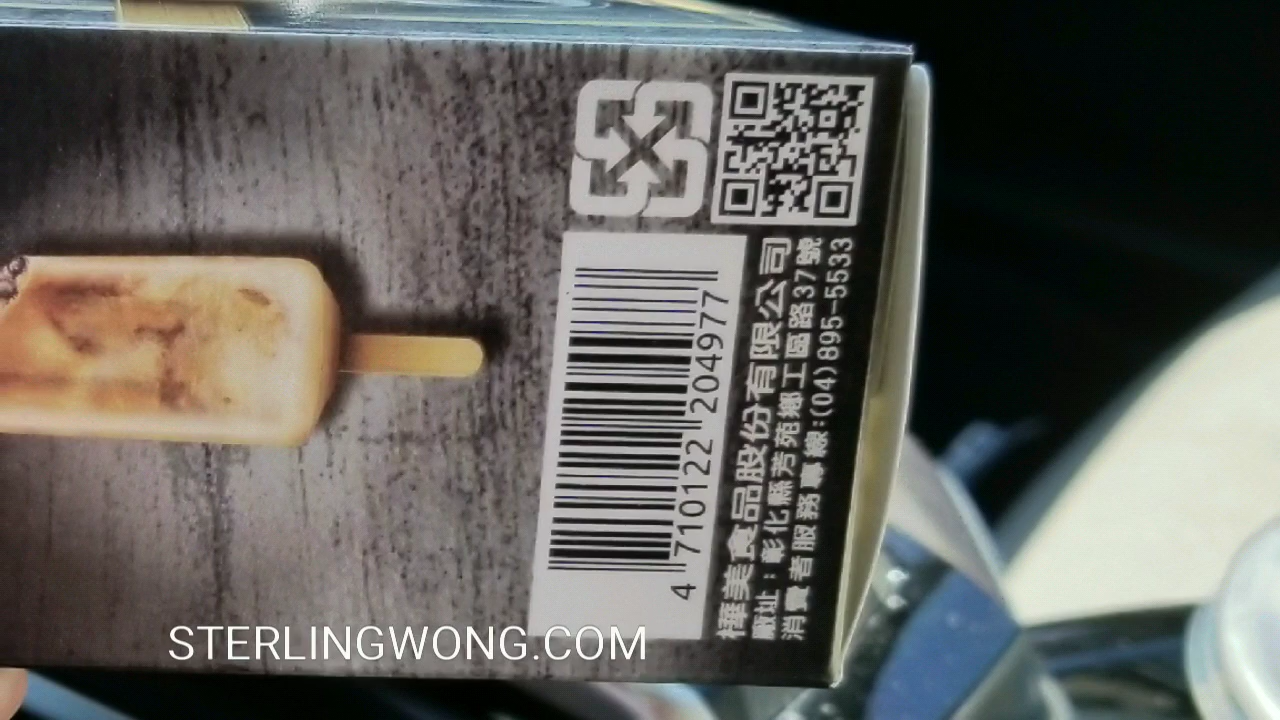 樺美食品股份有限公司
廠址：彰化縣芳苑鄉工區路37號
消費者服務專線:(04)895-5533
4 710122 204977
STERLINGWONG.COM